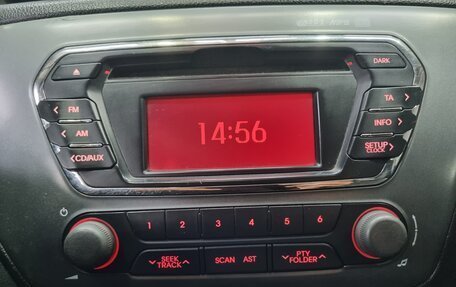 DARK
FM
14:56
TA
AM
INFO
CD/AUX
SETUP
CLOCK
1 2 3 4 5 6
SEEK
TRACK
SCAN AST
PTY
FOLDER